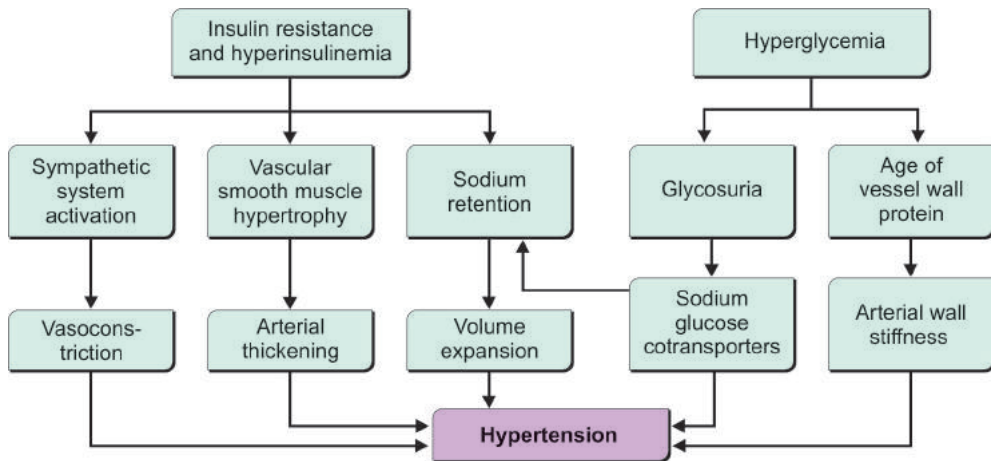 Insulin resistance
and hyperinsulinemia
Hyperglycemia
Sympathetic
system
activation
Vascular
smooth muscle
hypertrophy
Sodium
retention
Glycosuria
Age of
vessel wall
protein
Vasocons-
triction
Arterial
thickening
Volume
expansion
Sodium
glucose
cotransporters
Arterial wall
stiffness
Hypertension